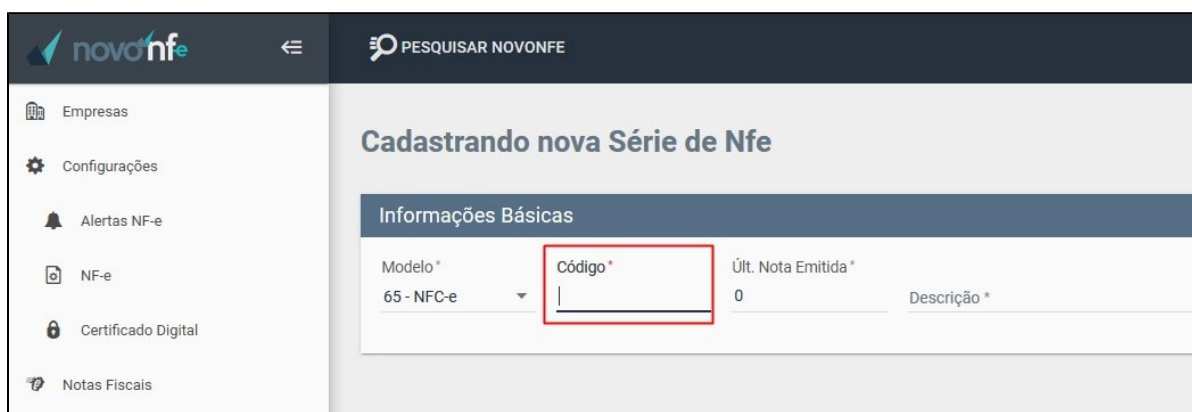 novonfe
PESQUISAR NOVONFE
Empresas
Configurações
Alertas NF-e
NF-e
Certificado Digital
Notas Fiscais
Cadastrando nova Série de Nfe
Informações Básicas
Modelo* Código* Últ. Nota Emitida*
65 - NFC-e 0 Descrição *